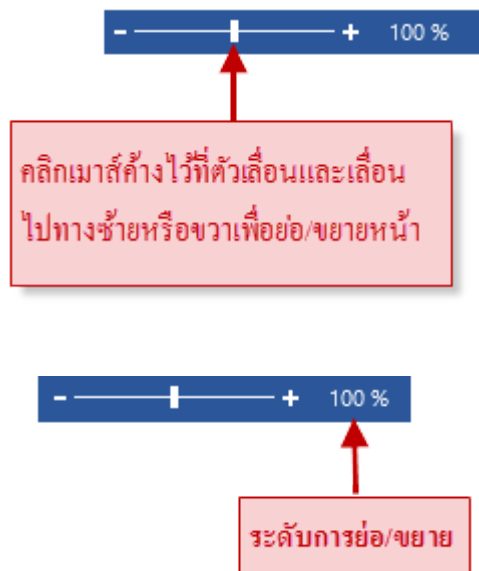 - + 100 %
คลิกเมาส์ค้างไว้ที่ตัวเลื่อนและเลื่อน
ไปทางซ้ายหรือขวาเพื่อย่อ/ขยายหน้า
- + 100 %
ระดับการย่อ/ขยาย